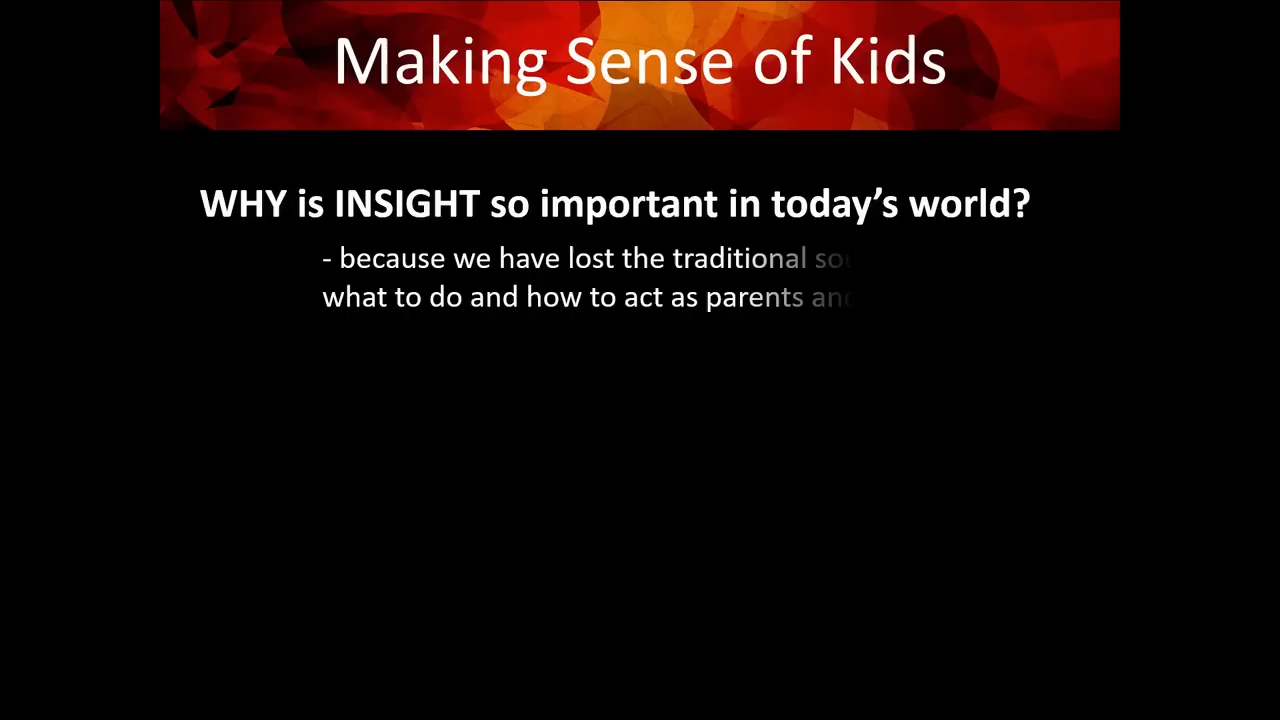 Making Sense of Kids
WHY is INSIGHT so important in today's world?
- because we have lost the traditional
what to do and how to act as parents